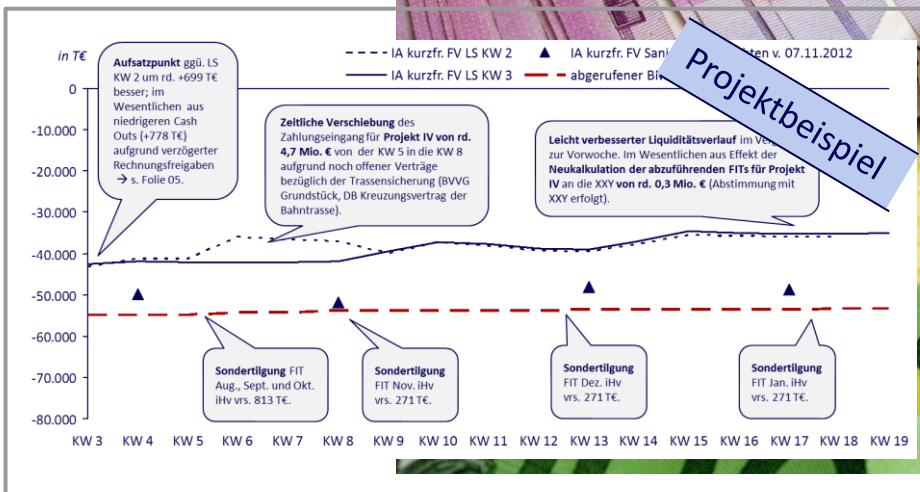 in T€
IA kurzfr. FV LS KW 2
IA kurzfr. FV v. 07.11.2012
IA kurzfr. FV LS KW 3
abgerufener
Projektbeispiel
Aufsatzpunkt ggü. LS
KW 2 um rd. +699 T€
besser; im
Wesentlichen aus
niedrigeren Cash
Outs (+778 T€)
aufgrund verzögerter
Rechnungsfreigaben
→ s. Folie 05.
Zeitliche Verschiebung des
Zahlungseingang für Projekt IV von rd.
4,7 Mio. € von der KW 5 in die KW 8
aufgrund noch offener Verträge
bezüglich der Trassensicherung (BVVG
Grundstück, DB Kreuzungsvertrag der
Bahntrasse).
Leicht verbesserter Liquiditätsverlauf im
zur Vorwoche. Im Wesentlichen aus Effekt der
Neukalkulation der abzuführenden FITs für Projekt
IV an die XXY von rd. 0,3 Mio. € (Abstimmung mit
XXY erfolgt).
0
-10.000
-20.000
-30.000
-40.000
-50.000
-60.000
-70.000
-80.000
Sondertilgung FIT
Aug., Sept. und Okt.
iHv vrs. 813 T€.
Sondertilgung
FIT Nov. iHv
vrs. 271 T€.
Sondertilgung
FIT Dez. iHv
vrs. 271 T€.
Sondertilgung
FIT Jan. iHv
vrs. 271 T€.
KW 3 KW 4 KW 5 KW 6 KW 7 KW 8 KW 9 KW 10 KW 11 KW 12 KW 13 KW 14 KW 15 KW 16 KW 17 KW 18 KW 19